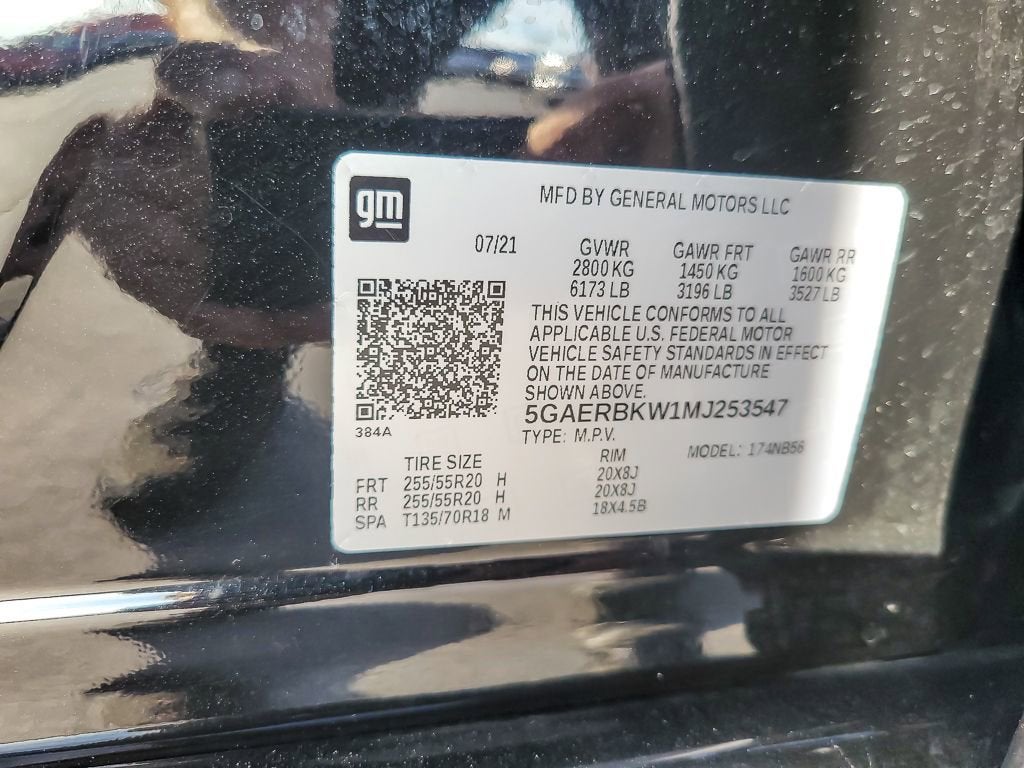 gm
MFD BY GENERAL MOTORS LLC
07/21 GVWR GAWR FRT GAWR RR
2800 KG 1450 KG 1600 KG
6173 LB 3196 LB 3527 LB
THIS VEHICLE CONFORMS TO ALL
APPLICABLE U.S. FEDERAL MOTOR
VEHICLE SAFETY STANDARDS IN EFFECT
ON THE DATE OF MANUFACTURE
SHOWN ABOVE.
5GAERBKW1MJ253547
384A
TYPE: M.P.V. MODEL: 174NB56
TIRE SIZE RIM
FRT 255/55R20 H 20X8J
RR 255/55R20 H 20X8J
SPA T135/70R18 M 18X4.5B